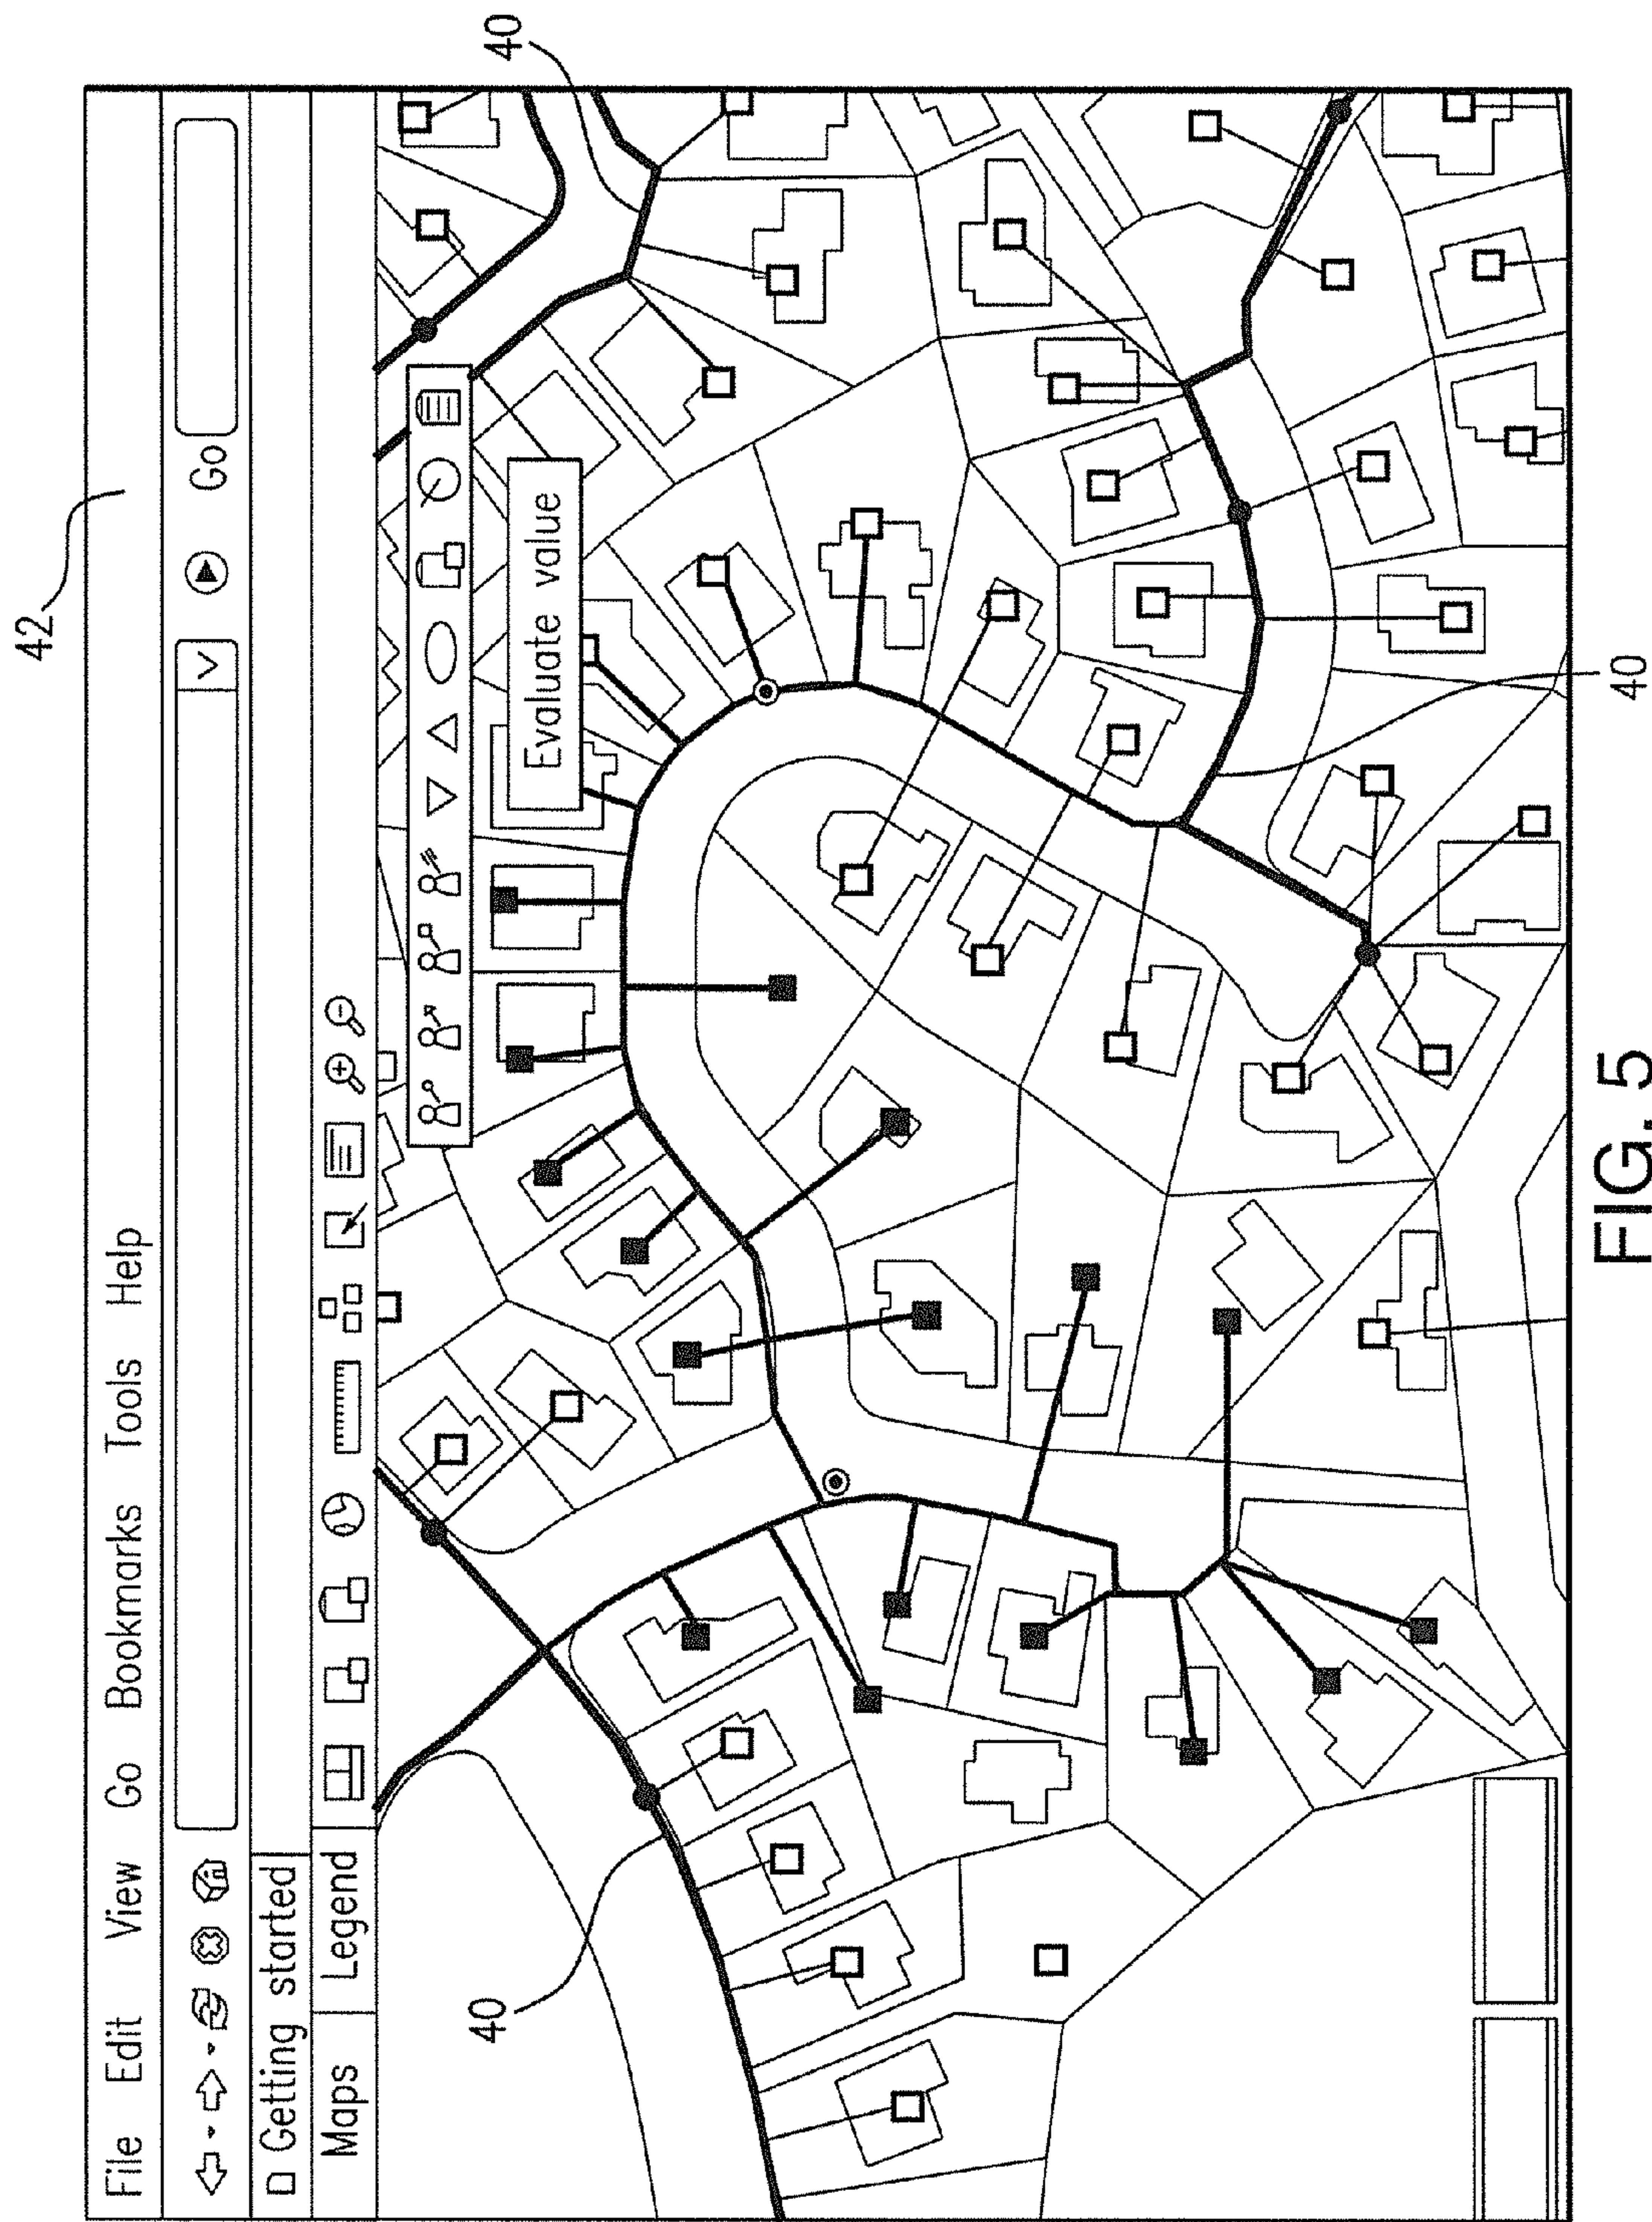 42
File Edit View Go Bookmarks Tools Help
Go
□ Getting started
Maps Legend
Evaluate value
40
40
40
FIG. 5